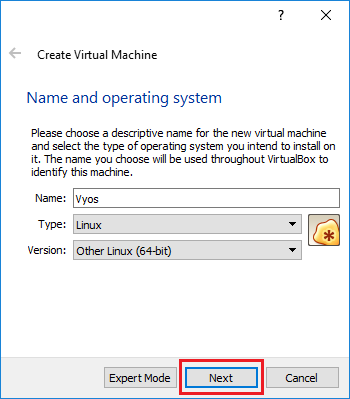 ?
Create Virtual Machine
Name and operating system
Please choose a descriptive name for the new virtual machine
and select the type of operating system you intend to install on
it. The name you choose will be used throughout VirtualBox to
identify this machine.
Name: Vyos
Type: Linux
Version: Other Linux (64-bit)
Expert Mode Next Cancel